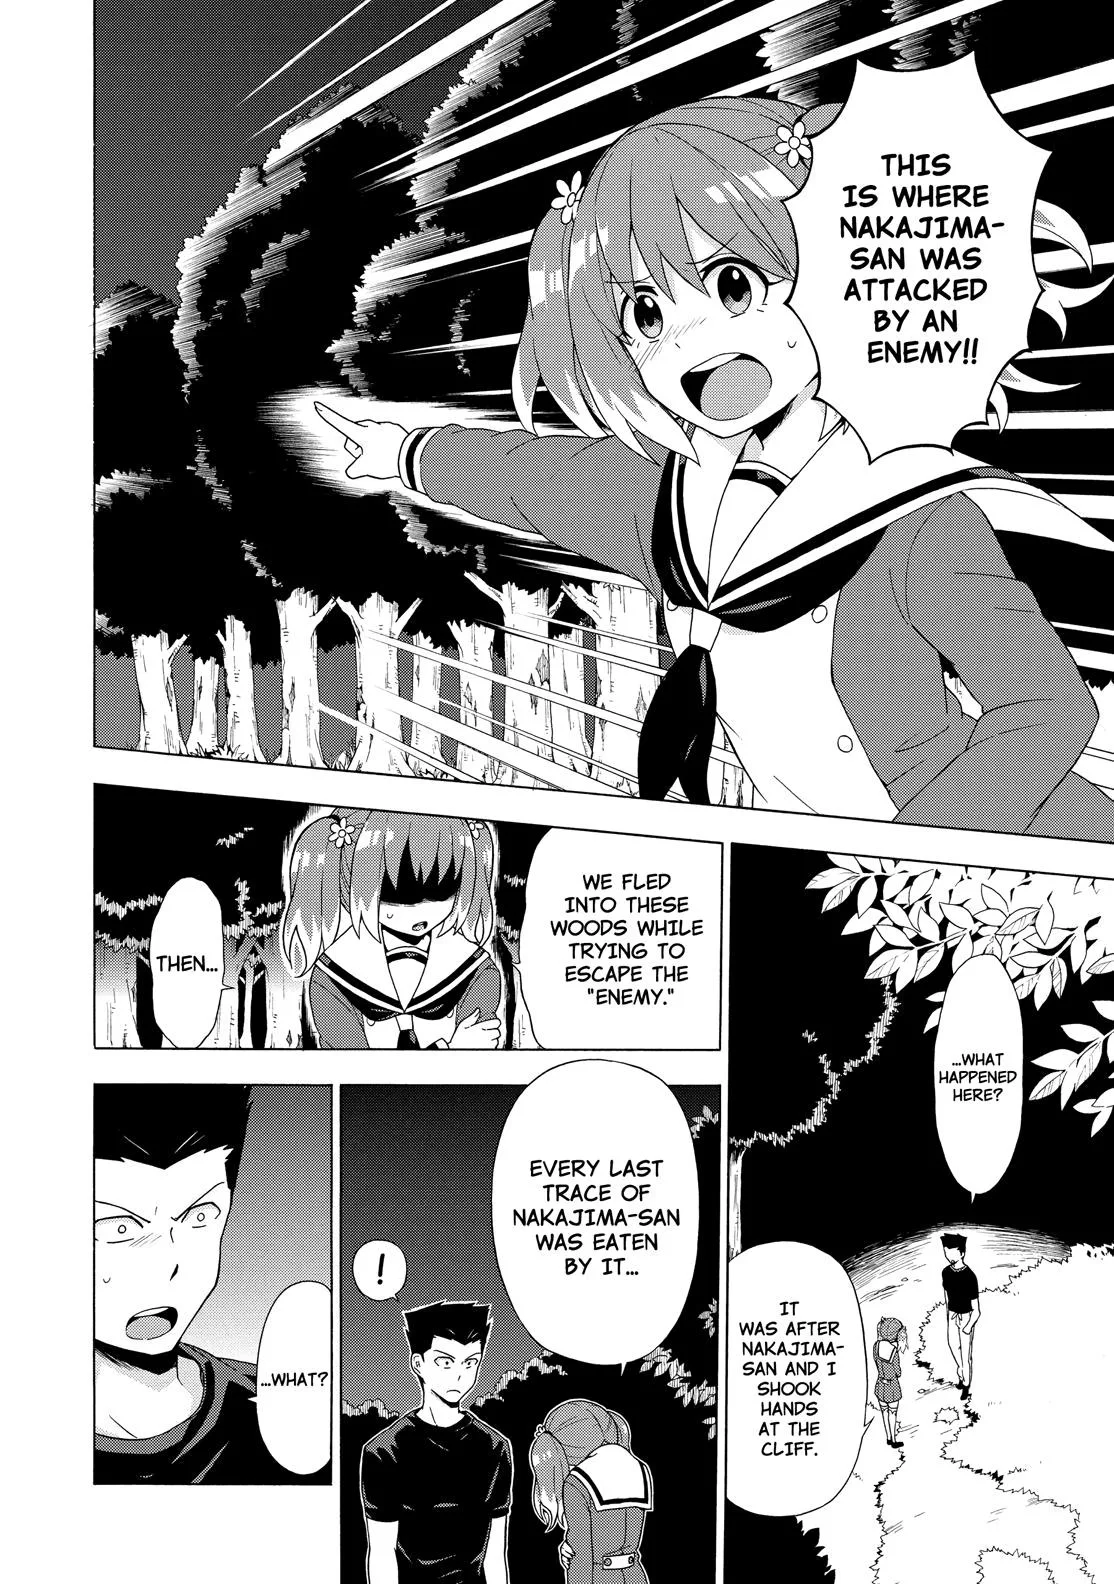 THIS
IS WHERE
NAKAJIMA-
SAN WAS
ATTACKED
BY AN
ENEMY!!
...WHAT
HAPPENED
HERE?
IT
WAS AFTER
NAKAJIMA-
SAN AND I
SHOOK
HANDS
AT THE
CLIFF.
WE FLED
INTO THESE
WOODS WHILE
TRYING TO
ESCAPE THE
"ENEMY."
THEN...
EVERY LAST
TRACE OF
NAKAJIMA-SAN
WAS EATEN
BY IT...
!
...WHAT?